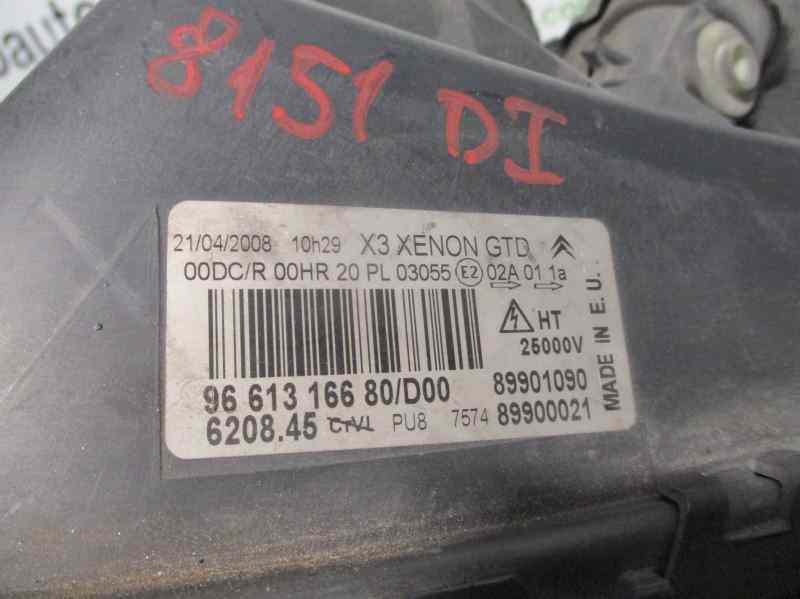 8151 DI
21/04/2008 10h29 X3 XENON GTD
00DC/R 00HR 20 PL 03055 E2 02A 01 1a
HT
25000V
MADE IN E.U.
96 613 166 80/D00 89901090
6208.45 CrVL PU8 7574 89900021